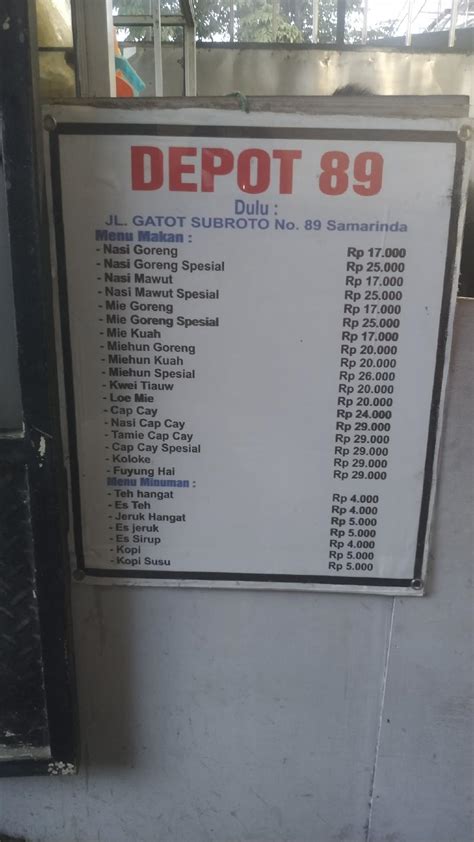 DEPOT 89
Dulu :
JL. GATOT SUBROTO No. 89 Samarinda
Menu Makan :
- Nasi Goreng Rp 17.000
- Nasi Goreng Spesial Rp 25.000
- Nasi Mawut Rp 17.000
- Nasi Mawut Spesial Rp 25.000
- Mie Goreng Rp 17.000
- Mie Goreng Spesial Rp 25.000
- Mie Kuah Rp 17.000
- Miehun Goreng Rp 20.000
- Miehun Kuah Rp 20.000
- Miehun Spesial Rp 26.000
- Kwei Tiauw Rp 20.000
- Loe Mie Rp 20.000
- Cap Cay Rp 24.000
- Nasi Cap Cay Rp 29.000
- Tamie Cap Cay Rp 29.000
- Cap Cay Spesial Rp 29.000
- Koloke Rp 29.000
- Fuyung Hai Rp 29.000
Menu Minuman :
- Teh hangat Rp 4.000
- Es Teh Rp 4.000
- Jeruk Hangat Rp 5.000
- Es jeruk Rp 5.000
- Es Sirup Rp 4.000
- Kopi Rp 5.000
- Kopi Susu Rp 5.000